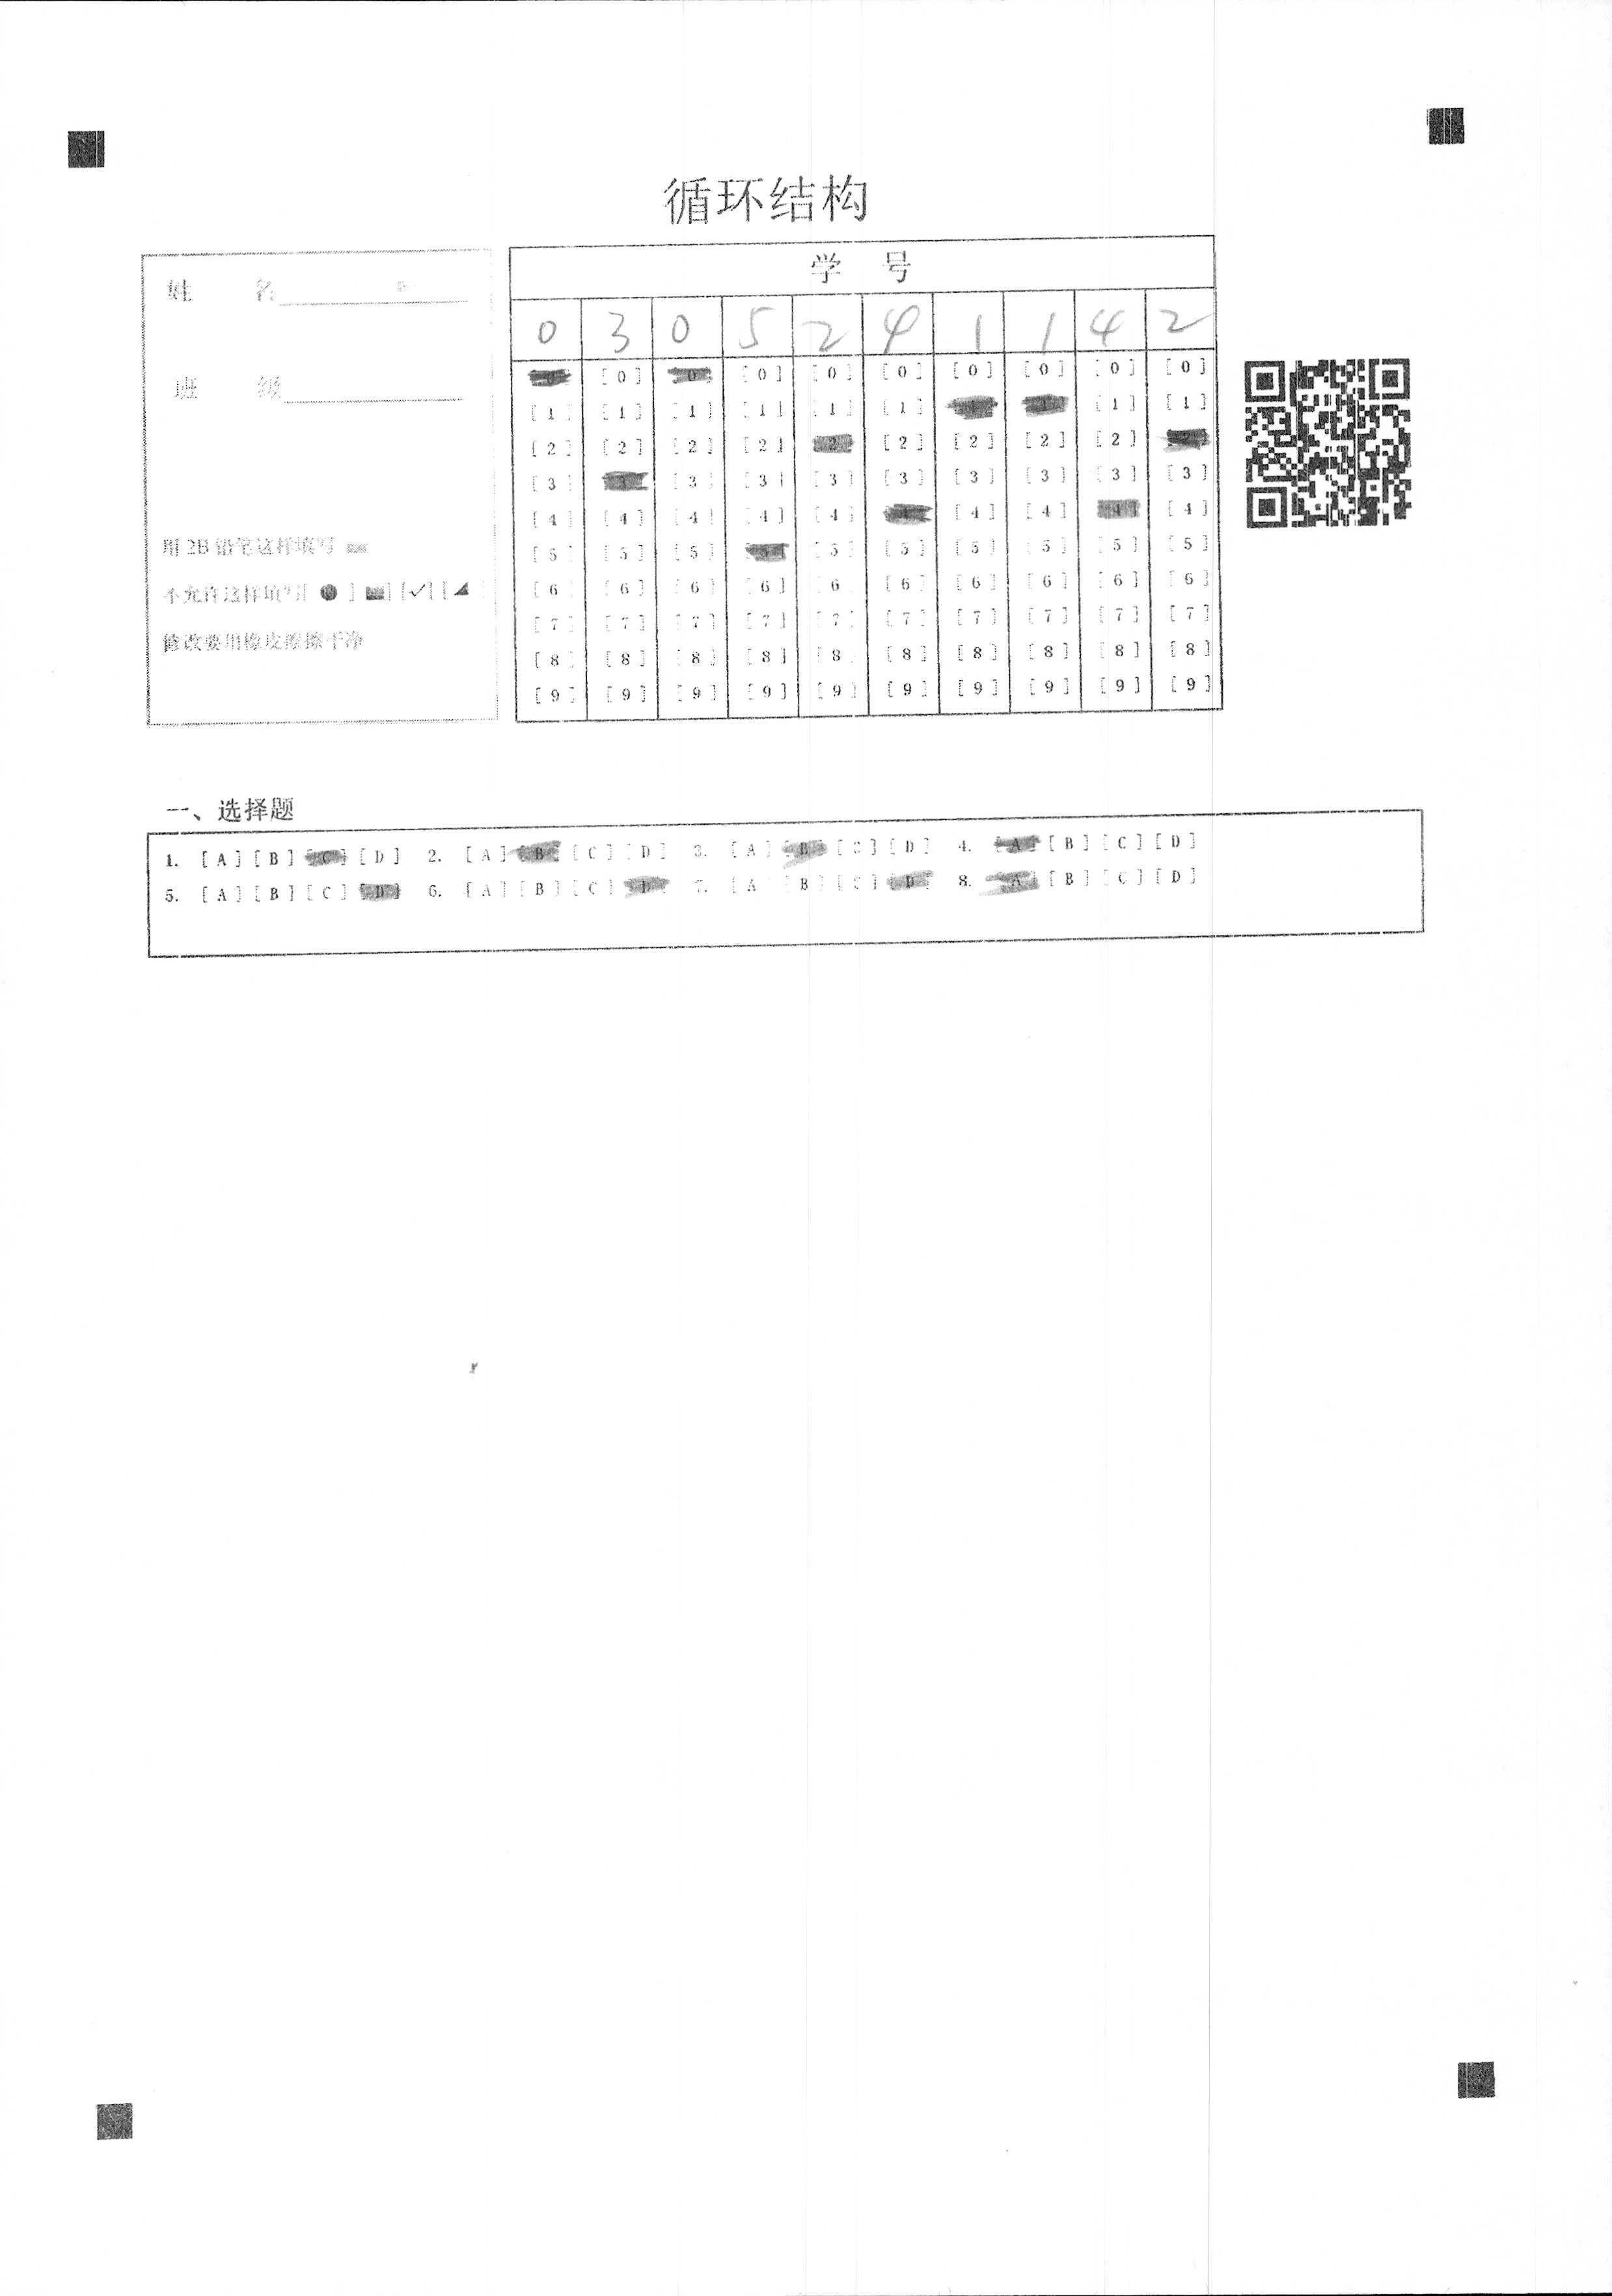 循环结构
姓 名
班 级
用2B铅笔这样填写
不允许这样填写[ ● ] [ ] [✓] [ ]
修改要用橡皮擦擦干净
学 号
0 3 0 5 2 4 1 1 4 2
[0] [0] [0] [0] [0] [0] [0] [0] [0] [0]
[1] [1] [1] [1] [1] [1] [1] [1] [1] [1]
[2] [2] [2] [2] [2] [2] [2] [2] [2] [2]
[3] [3] [3] [3] [3] [3] [3] [3] [3] [3]
[4] [4] [4] [4] [4] [4] [4] [4] [4] [4]
[5] [5] [5] [5] [5] [5] [5] [5] [5] [5]
[6] [6] [6] [6] [6] [6] [6] [6] [6] [6]
[7] [7] [7] [7] [7] [7] [7] [7] [7] [7]
[8] [8] [8] [8] [8] [8] [8] [8] [8] [8]
[9] [9] [9] [9] [9] [9] [9] [9] [9] [9]
一、选择题
1. [A] [B] [C] [D] 2. [A] [B] [C] [D] 3. [A] [B] [C] [D] 4. [A] [B] [C] [D]
5. [A] [B] [C] [D] 6. [A] [B] [C] [D] 7. [A] [B] [C] [D] 8. [A] [B] [C] [D]